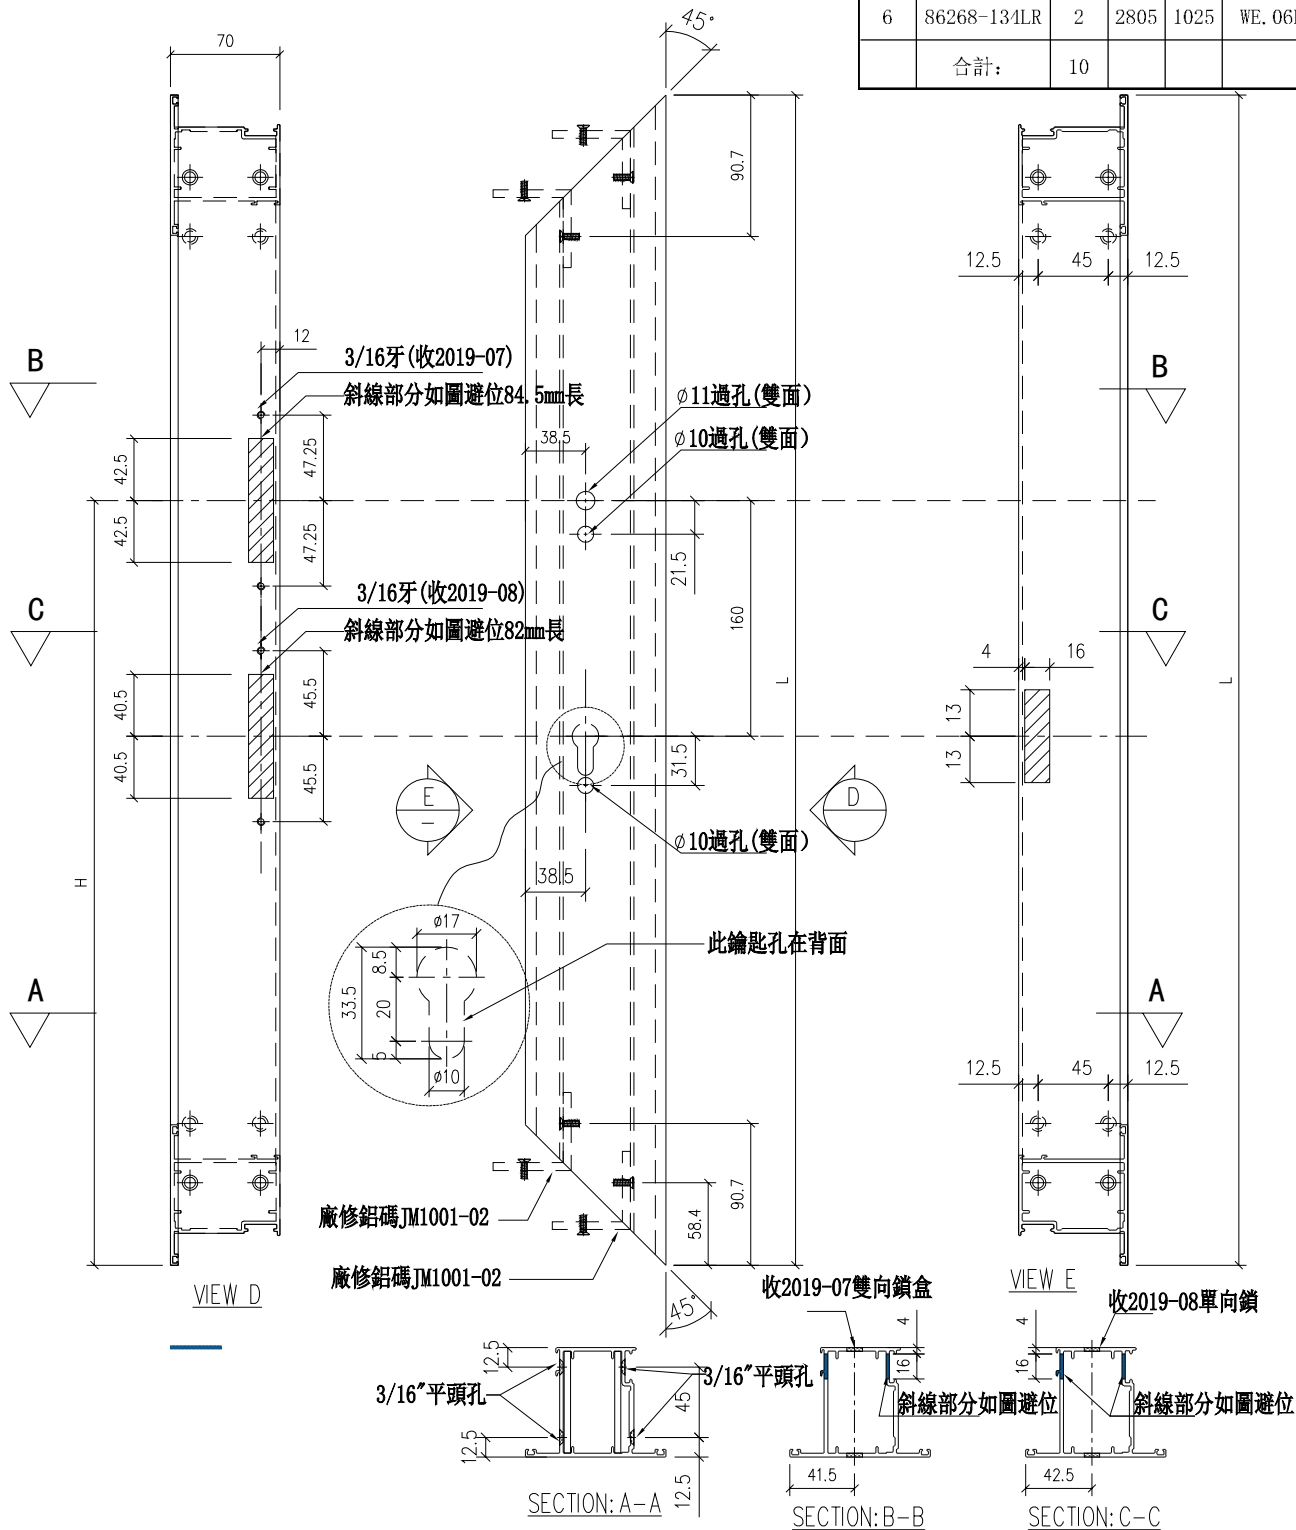 6 86268-134LR 2 2805 1025 WE.06
合計: 10
70
45°
90.7
12.5 45 12.5
12
B
3/16牙(收2019-07)
斜線部分如圖避位84.5mm長
∅11過孔(雙面)
∅10過孔(雙面)
B
38.5
42.5
42.5
47.25
47.25
21.5
160
C
3/16牙(收2019-08)
斜線部分如圖避位82mm長
C
4 16
L
L
40.5
40.5
45.5
45.5
31.5
13
13
E
–
D
∅10過孔(雙面)
38.5
H
ø17
此鑰匙孔在背面
8.5
33.5
20
5
ø10
A
A
12.5 45 12.5
90.7
58.4
廠修鋁碼JM1001-02
廠修鋁碼JM1001-02
45°
VIEW D
VIEW E
收2019-07雙向鎖盒
收2019-08單向鎖
12.5
3/16"平頭孔
3/16"平頭孔
45
12.5
12.5
4
16
斜線部分如圖避位
4
16
斜線部分如圖避位
41.5
42.5
SECTION:A-A
SECTION:B-B
SECTION:C-C